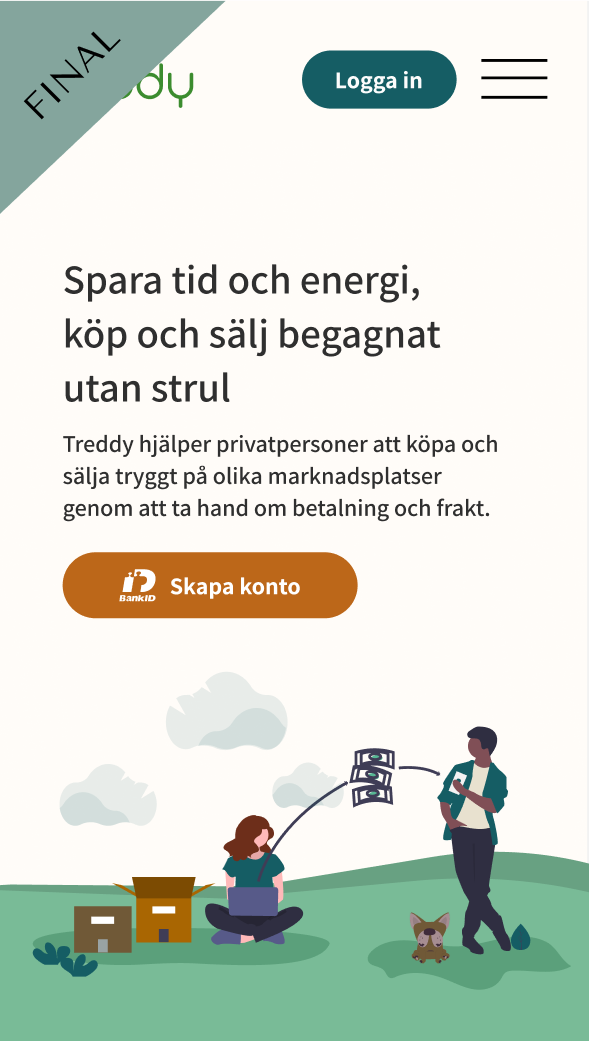 FINAL
ddy
Logga in
Spara tid och energi,
köp och sälj begagnat
utan strul
Treddy hjälper privatpersoner att köpa och
sälja tryggt på olika marknadsplatser
genom att ta hand om betalning och frakt.
BankID
Skapa konto